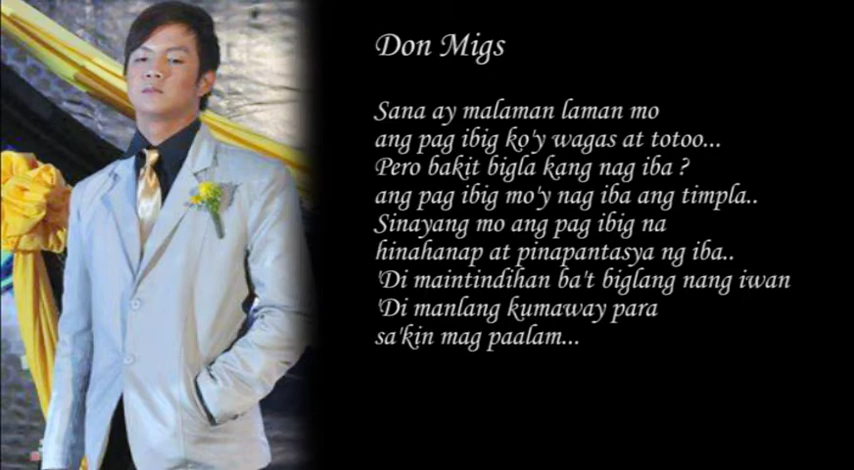 Don Migs
Sana ay malaman laman mo
ang pag ibig ko'y wagas at totoo...
Pero bakit bigla kang nag iba ?
ang pag ibig mo'y nag iba ang timpla..
Sinayang mo ang pag ibig na
hinahanap at pinapantasya ng iba..
'Di maintindihan ba't biglang nang iwan
'Di manlang kumaway para
sa'kin mag paalam...